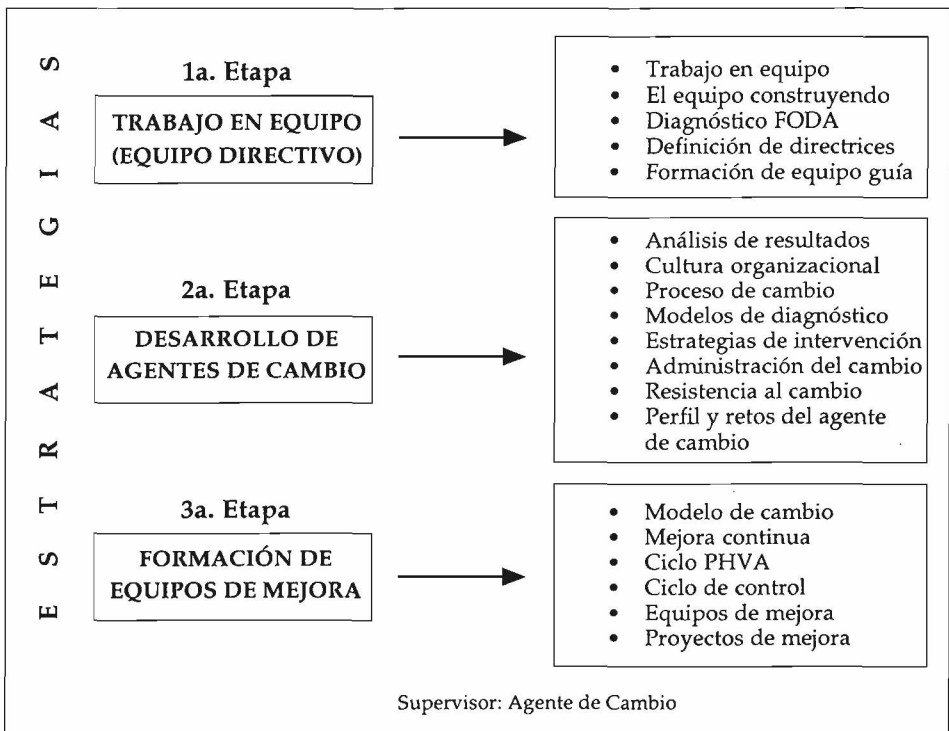 ESTRATEGIAS
1a. Etapa
TRABAJO EN EQUIPO
(EQUIPO DIRECTIVO)
• Trabajo en equipo
• El equipo construyendo
• Diagnóstico FODA
• Definición de directrices
• Formación de equipo guía
2a. Etapa
DESARROLLO DE
AGENTES DE CAMBIO
• Análisis de resultados
• Cultura organizacional
• Proceso de cambio
• Modelos de diagnóstico
• Estrategias de intervención
• Administración del cambio
• Resistencia al cambio
• Perfil y retos del agente
de cambio
3a. Etapa
FORMACIÓN DE
EQUIPOS DE MEJORA
• Modelo de cambio
• Mejora continua
• Ciclo PHVA
• Ciclo de control
• Equipos de mejora
• Proyectos de mejora
Supervisor: Agente de Cambio